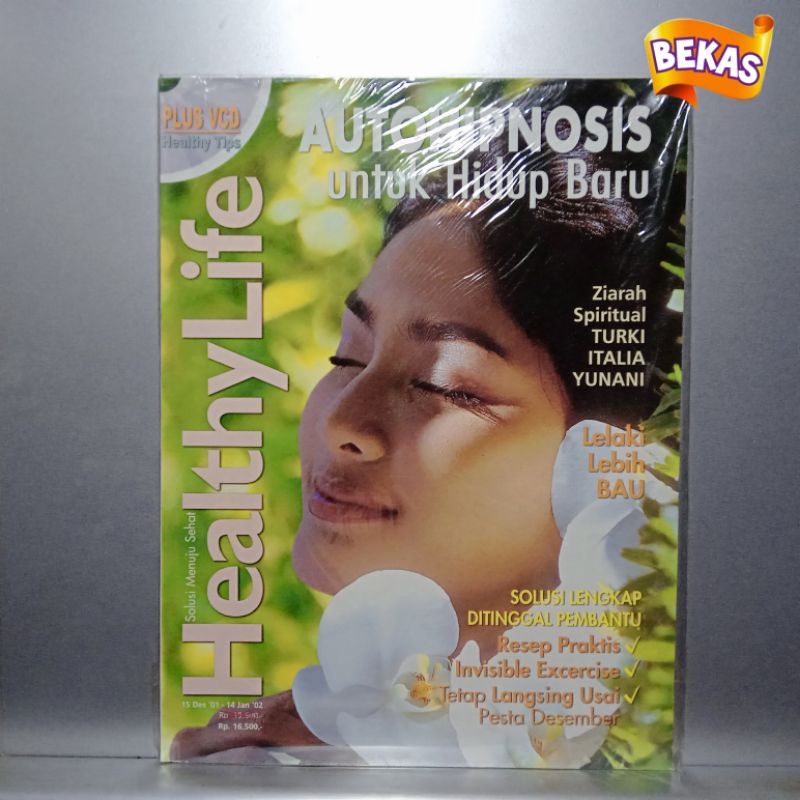 BEKAS
PLUS VCD
Healthy Tips
AUTOHIPNOSIS
untuk Hidup Baru
HealthyLife
Solusi Menuju Sehat
Ziarah
Spiritual
TURKI
ITALIA
YUNANI
Lelaki
Lebih
BAU
SOLUSI LENGKAP
DITINGGAL PEMBANTU
Resep Praktis ✓
Invisible Excercise ✓
Tetap Langsing Usai ✓
Pesta Desember
15 Des '01 - 14 Jan '02
Rp. 16.500,-